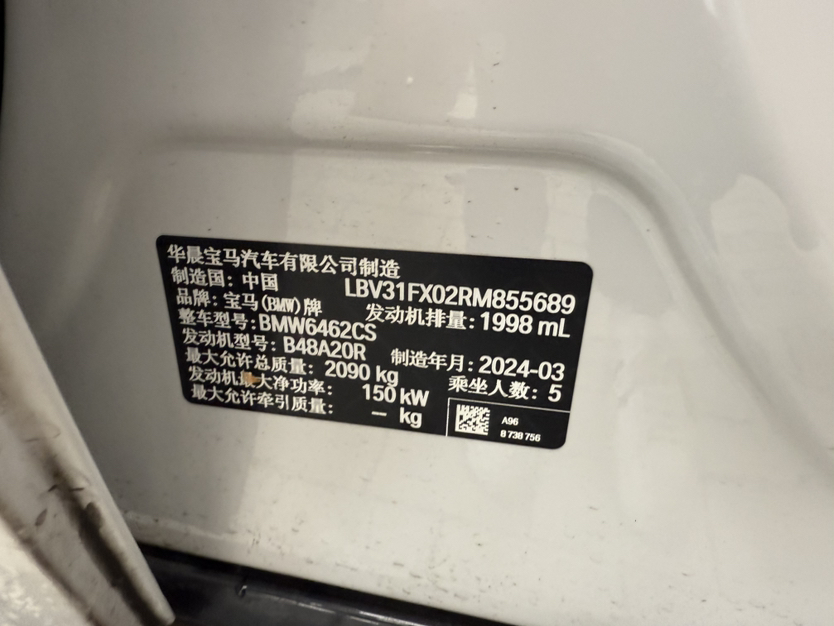 华晨宝马汽车有限公司制造
制造国: 中国 LBV31FX02RM855689
品牌: 宝马(BMW)牌 发动机排量: 1998 mL
整车型号: BMW6462CS
发动机型号: B48A20R 制造年月: 2024-03
最大允许总质量: 2090 kg 乘坐人数: 5
发动机最大净功率: 150 kW
最大允许牵引质量: -- kg
A96
8 738 756